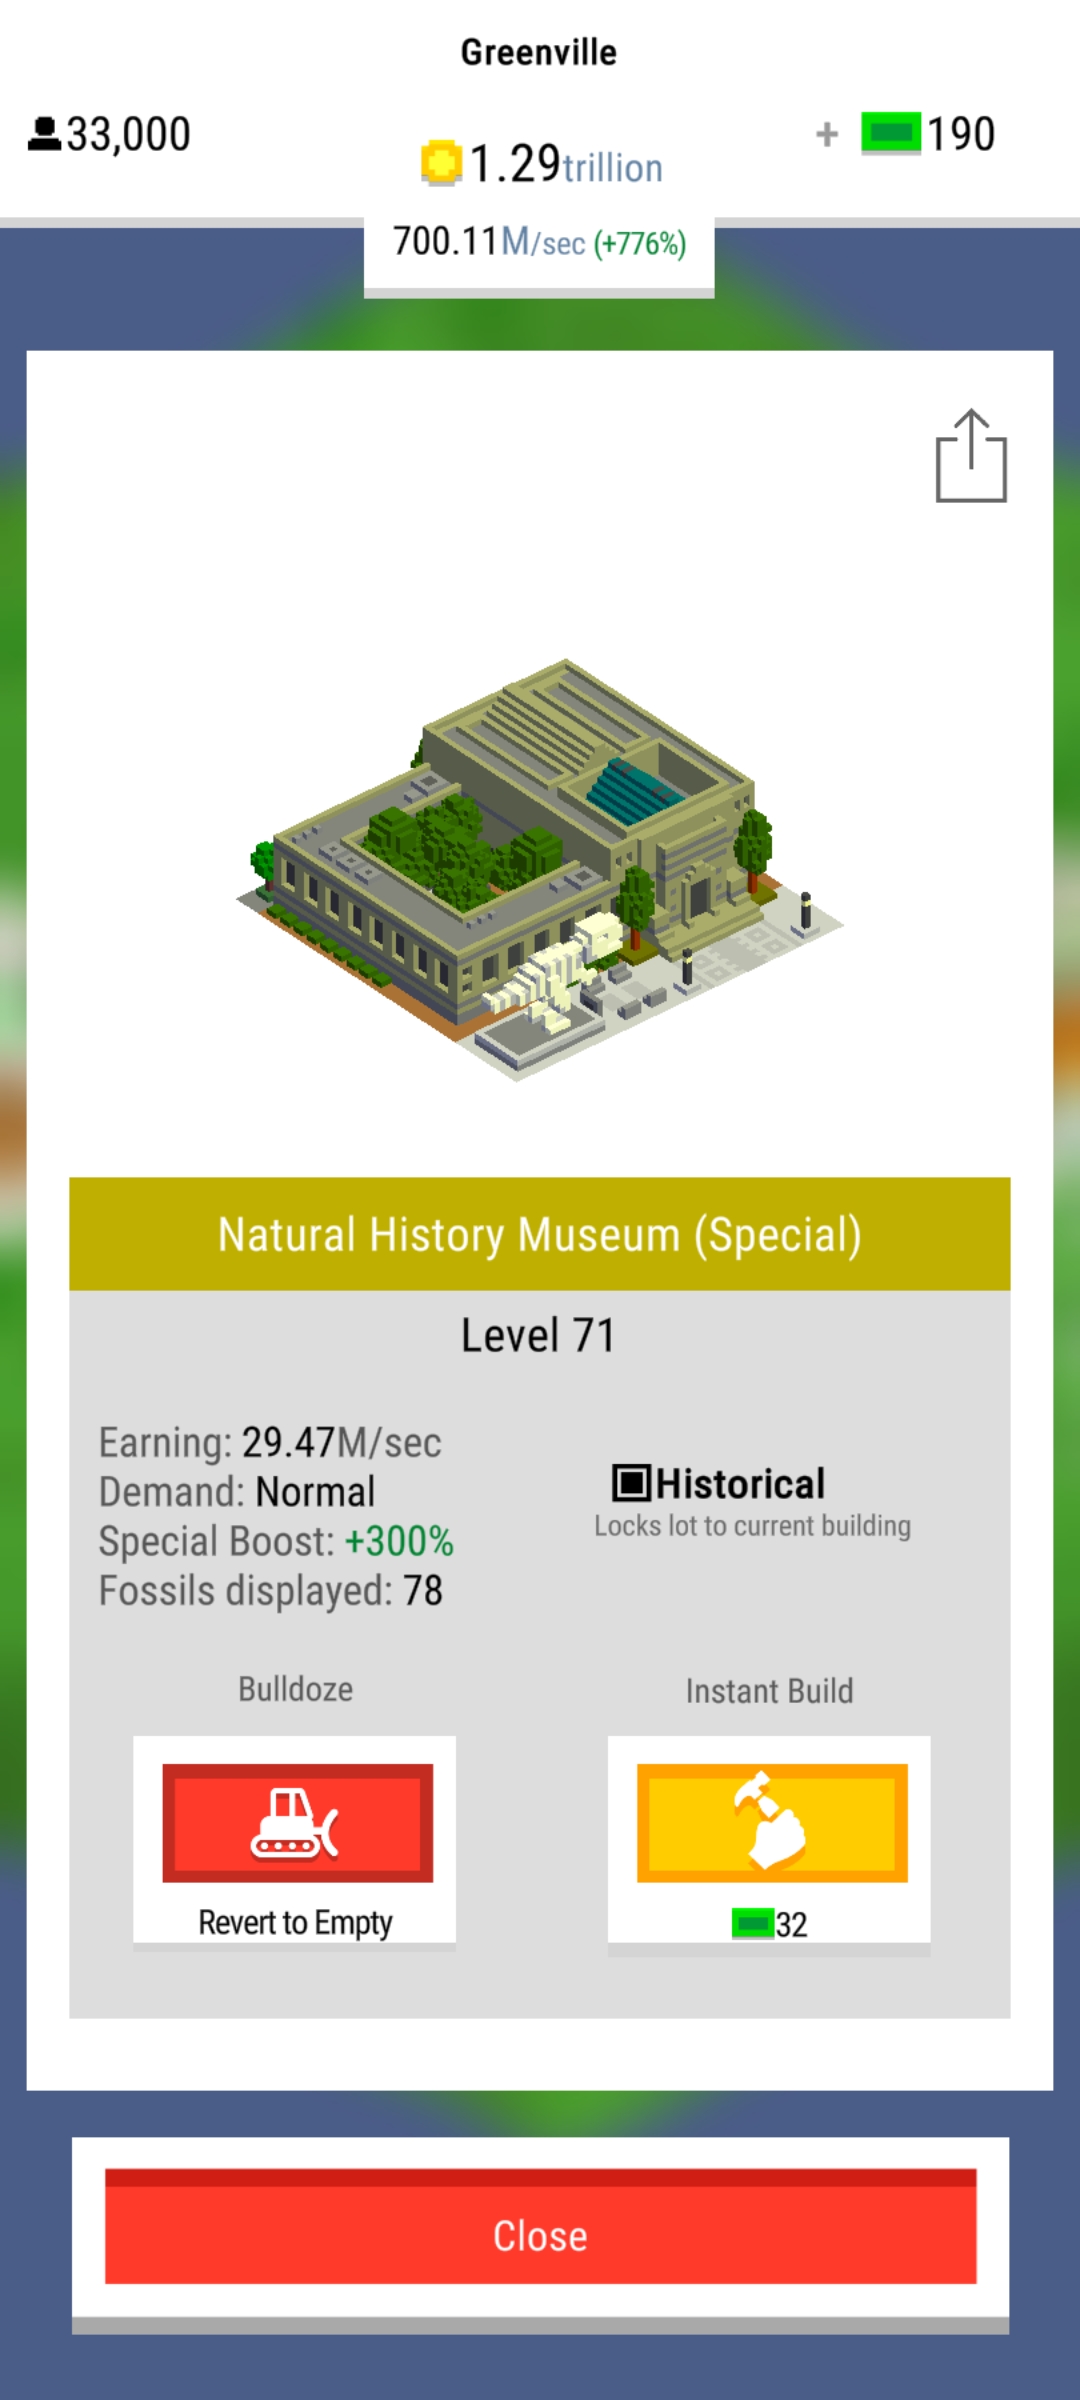 Greenville
33,000
1.29trillion
+ 190
700.11M/sec (+776%)
Natural History Museum (Special)
Level 71
Earning: 29.47M/sec
Demand: Normal
Special Boost: +300%
Fossils displayed: 78
Historical
Locks lot to current building
Bulldoze
Instant Build
Revert to Empty
32
Close